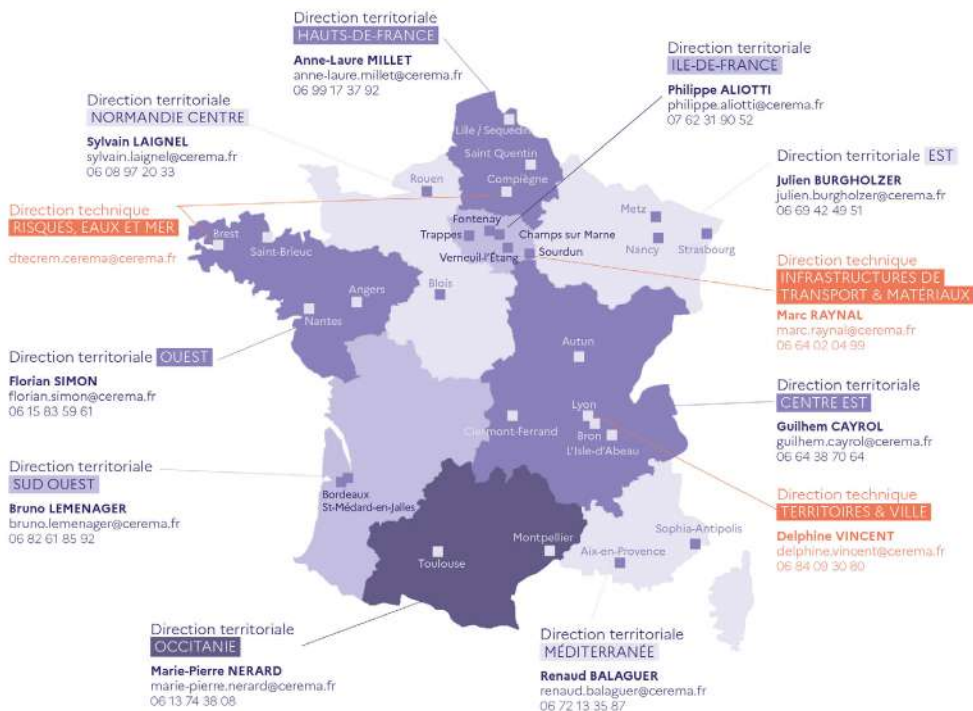 Direction territoriale
HAUTS-DE-FRANCE
Anne-Laure MILLET
anne-laure.millet@cerema.fr
06 99 17 37 92
Direction territoriale
ILE-DE-FRANCE
Philippe ALIOTTI
philippe.aliotti@cerema.fr
07 62 31 90 52
Direction territoriale
NORMANDIE CENTRE
Sylvain LAIGNEL
sylvain.laignel@cerema.fr
06 08 97 20 33
Direction territoriale EST
Julien BURGHOLZER
julien.burgholzer@cerema.fr
06 69 42 49 51
Direction technique
RISQUES, EAUX ET MER
dtecrem.cerema@cerema.fr
Direction technique
INFRASTRUCTURES DE
TRANSPORT & MATÉRIAUX
Marc RAYNAL
marc.raynal@cerema.fr
06 64 02 04 99
Direction territoriale OUEST
Florian SIMON
florian.simon@cerema.fr
06 15 83 59 61
Direction territoriale
CENTRE EST
Guilhem CAYROL
guilhem.cayrol@cerema.fr
06 64 38 70 64
Direction territoriale
SUD OUEST
Bruno LEMENAGER
bruno.lemenager@cerema.fr
06 82 61 85 92
Direction technique
TERRITOIRES & VILLE
Delphine VINCENT
delphine.vincent@cerema.fr
06 84 09 30 80
Direction territoriale
OCCITANIE
Marie-Pierre NERARD
marie-pierre.nerard@cerema.fr
06 13 74 38 08
Direction territoriale
MÉDITERRANÉE
Renaud BALAGUER
renaud.balaguer@cerema.fr
06 72 13 35 87
Lille / Sequedin
Saint Quentin
Compiègne
Rouen
Fontenay
Trappes
Champs sur Marne
Verneuil-l'Étang
Sourdun
Metz
Nancy
Strasbourg
Brest
Saint-Brieuc
Blois
Angers
Nantes
Autun
Lyon
Clermont-Ferrand
Bron
L'Isle-d'Abeau
Bordeaux
St-Médard-en-Jalles
Toulouse
Montpellier
Aix-en-Provence
Sophia-Antipolis